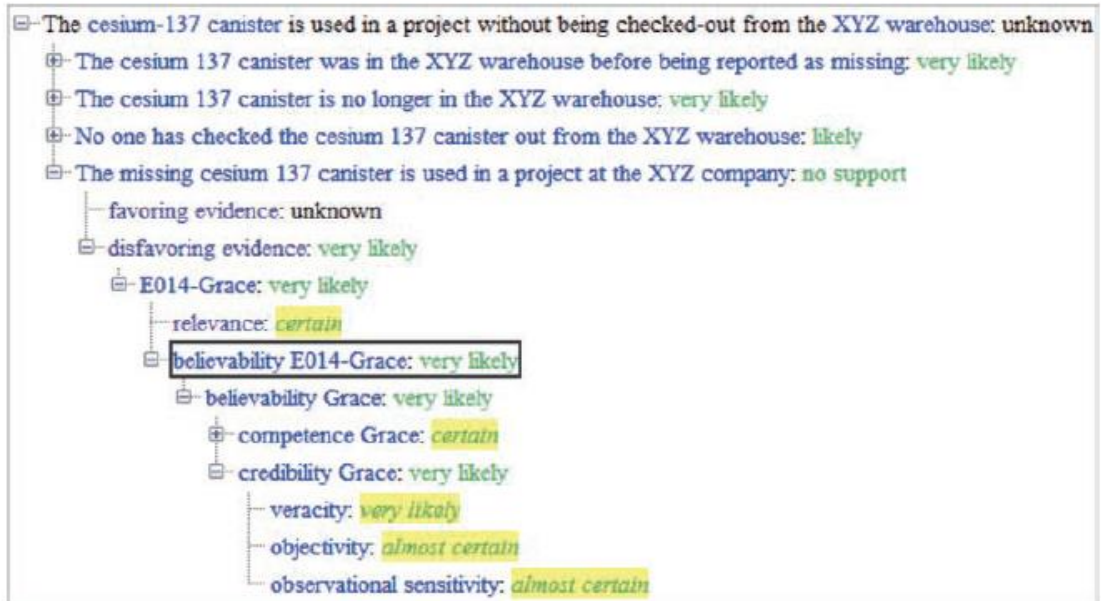 The cesium-137 canister is used in a project without being checked-out from the XYZ warehouse: unknown
The cesium 137 canister was in the XYZ warehouse before being reported as missing: very likely
The cesium 137 canister is no longer in the XYZ warehouse: very likely
No one has checked the cesium 137 canister out from the XYZ warehouse: likely
The missing cesium 137 canister is used in a project at the XYZ company: no support
favoring evidence: unknown
disfavoring evidence: very likely
E014-Grace: very likely
relevance: certain
believability E014-Grace: very likely
believability Grace: very likely
competence Grace: certain
credibility Grace: very likely
veracity: very likely
objectivity: almost certain
observational sensitivity: almost certain